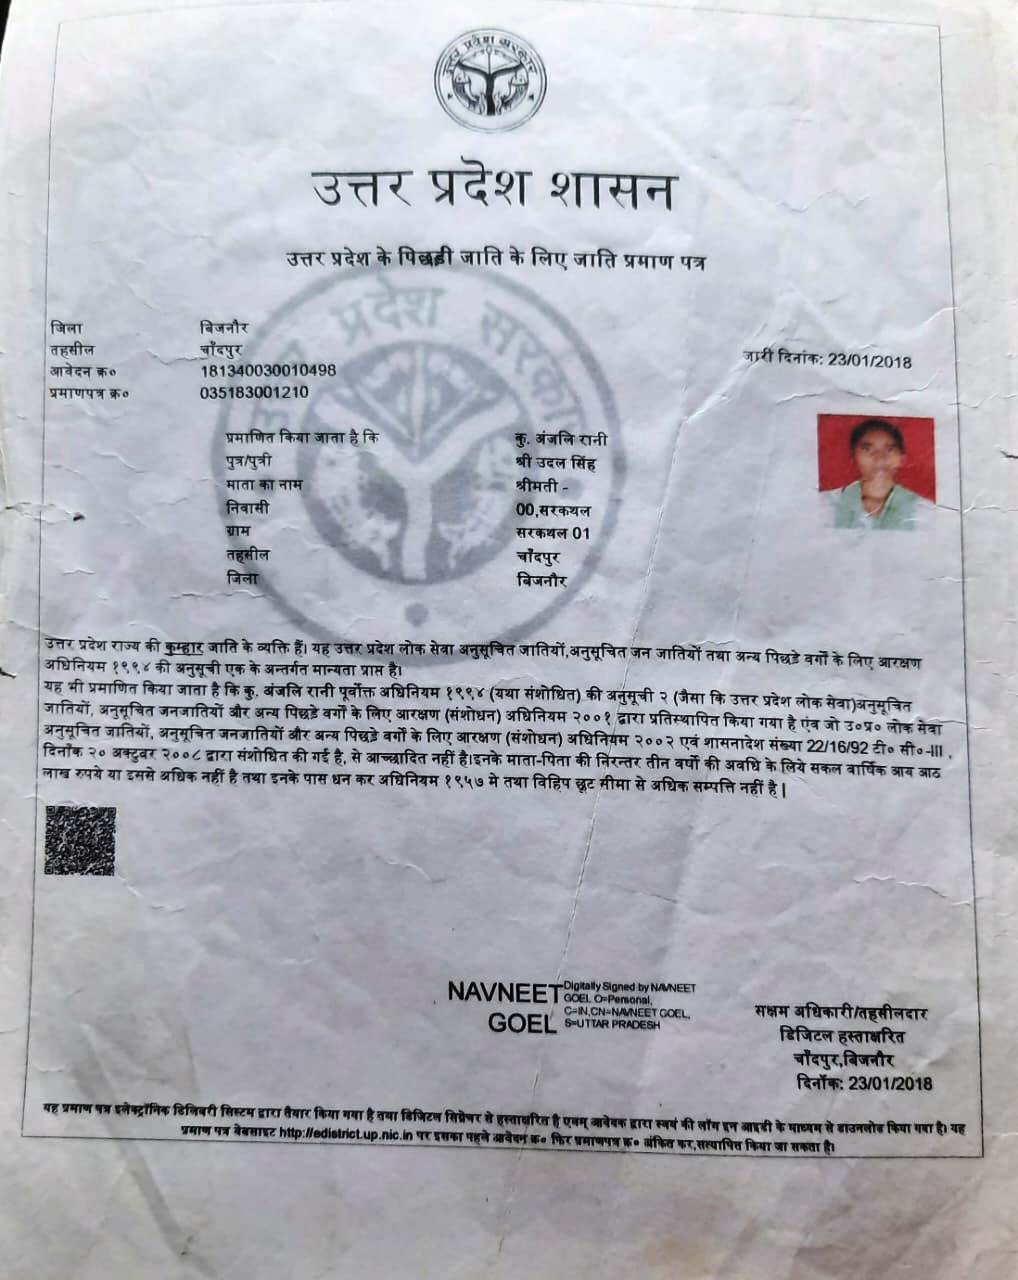 उत्तर प्रदेश सरकार
उत्तर प्रदेश शासन
उत्तर प्रदेश के पिछड़ी जाति के लिए जाति प्रमाण पत्र
प्रदेश सरकार
जिला बिजनौर
तहसील चाँदपुर
जारी दिनांक: 23/01/2018
आवेदन क्र० 181340030010498
प्रमाणपत्र क्र० 035183001210
प्रमाणित किया जाता है कि कु. अंजलि रानी
पुत्र/पुत्री श्री उदल सिंह
माता का नाम श्रीमती -
निवासी 00,सरकथल
ग्राम सरकथल 01
तहसील चाँदपुर
जिला बिजनौर
उत्तर प्रदेश राज्य की कुम्हार जाति के व्यक्ति हैं। यह उत्तर प्रदेश लोक सेवा अनुसूचित जातियों,अनुसूचित जन जातियों तथा अन्य पिछडे वर्गो के लिए आरक्षण
अधिनियम १९९४ की अनुसूची एक के अन्तर्गत मान्यता प्राप्त है।
यह भी प्रमाणित किया जाता है कि कु. अंजलि रानी पूर्वोक्त अधिनियम १९९४ (यथा संशोधित) की अनुसूची २ (जैसा कि उत्तर प्रदेश लोक सेवा)अनुसूचित
जातियों, अनुसूचित जनजातियों और अन्य पिछडे वर्गो के लिए आरक्षण (संशोधन) अधिनियम २००१ द्वारा प्रतिस्थापित किया गया है एंव जो उ०प्र० लोक सेवा
अनुसूचित जातियों, अनुसूचित जनजातियों और अन्य पिछडे वर्गो के लिए आरक्षण (संशोधन) अधिनियम २००२ एवं शासनादेश संख्या 22/16/92 टी० सी०-III ,
दिनाँक २० अक्टुबर २००८ द्वारा संशोधित की गई है, से आच्छादित नहीं है।इनके माता-पिता की निरन्तर तीन वर्षो की अवधि के लिये सकल वार्षिक आय आठ
लाख रुपये या इससे अधिक नहीं है तथा इनके पास धन कर अधिनियम १९५७ मे तथा विहिप छूट सीमा से अधिक सम्पत्ति नहीं है |
NAVNEET GOEL
Digitally Signed by NAVNEET
GOEL O=Personal,
C=IN,CN=NAVNEET GOEL,
S=UTTAR PRADESH
सक्षम अधिकारी/तहसीलदार
डिजिटल हस्ताक्षरित
चाँदपुर,बिजनौर
दिनाँक: 23/01/2018
यह प्रमाण पत्र इलेक्ट्रॉनिक डिलिवरी सिस्टम द्वारा तैयार किया गया है तथा डिजिटल सिग्नेचर से हस्ताक्षरित है एवम् आवेदक द्वारा स्वयं की लॉग इन आइडी के माध्यम से डाउनलोड किया गया है। यह
प्रमाण पत्र वेबसाइट http://edistrict.up.nic.in पर इसका पहले आवेदन क्र० फिर प्रमाणपत्र क्र० अंकित कर,सत्यापित किया जा सकता है।